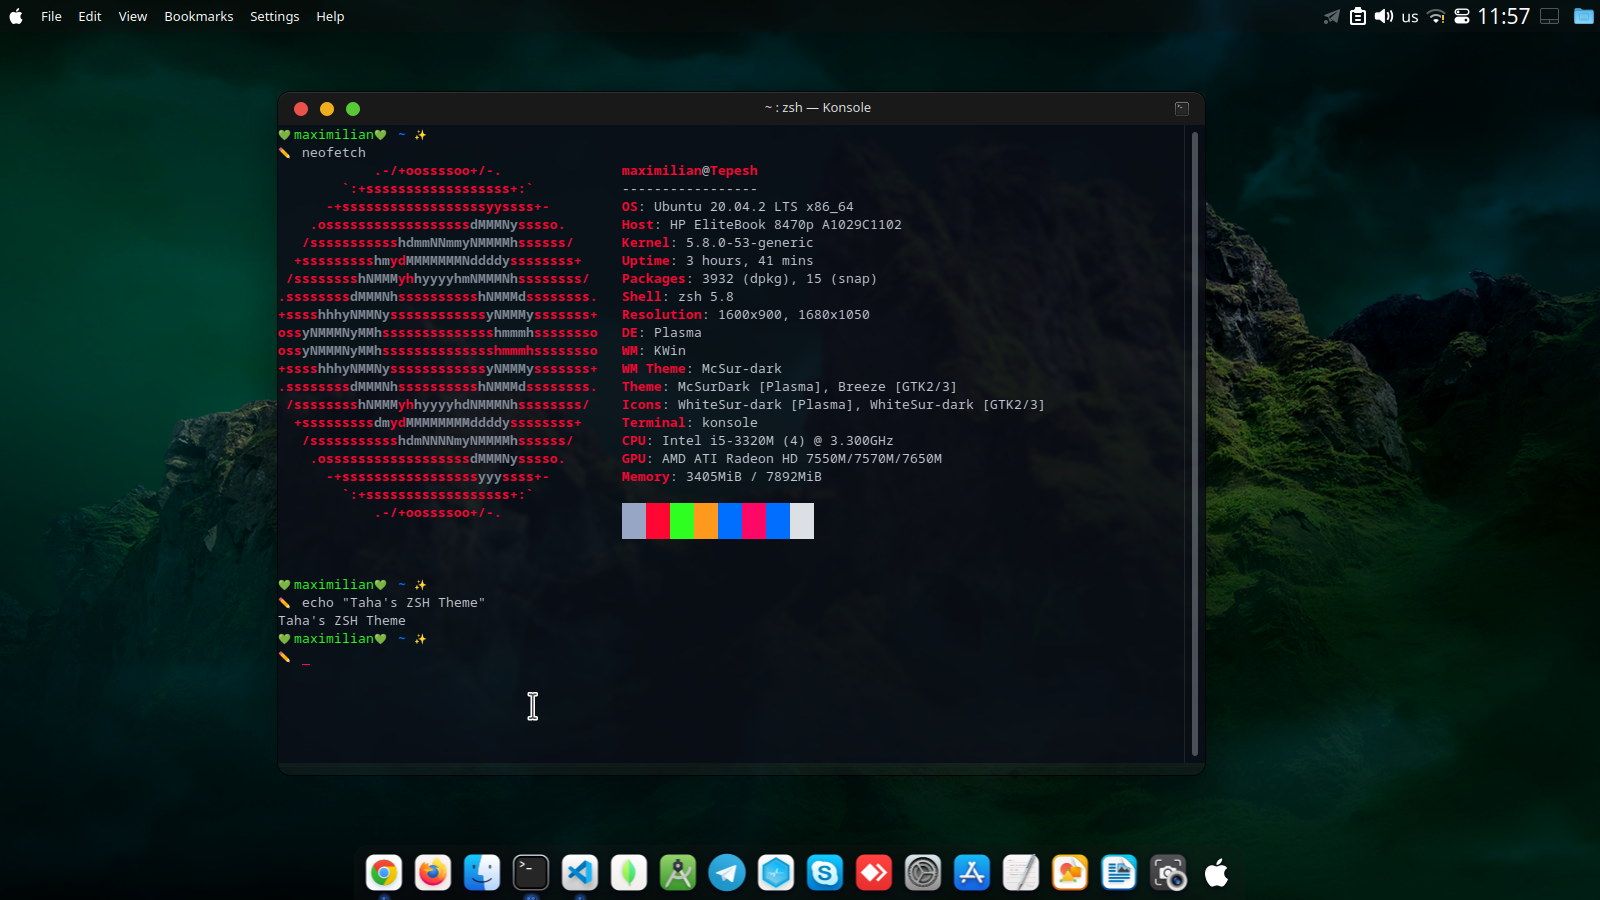 File Edit View Bookmarks Settings Help
us 11:57
~ : zsh — Konsole
💚maximilian💚 ~ ✨
✏️ neofetch
.-/+oossssoo+/-.
`:+ssssssssssssssssss+:`
-+ssssssssssssssssssyyssss+-
.ossssssssssssssssssdMMMNysssso.
/ssssssssssshdmmNNmmyNMMMMhssssss/
+ssssssssshmydMMMMMMMNddddyssssssss+
/sssssssshNMMMyhhyyyyhmNMMMNhssssssss/
.ssssssssdMMMNhsssssssssshNMMMdssssssss.
+sssshhhyNMMNyssssssssssssyNMMMysssssss+
ossyNMMMNyMMhsssssssssssssshmmmhssssssso
ossyNMMMNyMMhsssssssssssssshmmmhssssssso
+sssshhhyNMMNyssssssssssssyNMMMysssssss+
.ssssssssdMMMNhsssssssssshNMMMdssssssss.
/sssssssshNMMMyhhyyyyhdNMMMNhssssssss/
+sssssssssdmydMMMMMMMMddddyssssssss+
/ssssssssssshdmNNNNmyNMMMMhssssss/
.ossssssssssssssssssdMMMNysssso.
-+sssssssssssssssssyyyssss+-
`:+ssssssssssssssssss+:`
.-/+oossssoo+/-.
maximilian@Tepesh
-----------------
OS: Ubuntu 20.04.2 LTS x86_64
Host: HP EliteBook 8470p A1029C1102
Kernel: 5.8.0-53-generic
Uptime: 3 hours, 41 mins
Packages: 3932 (dpkg), 15 (snap)
Shell: zsh 5.8
Resolution: 1600x900, 1680x1050
DE: Plasma
WM: KWin
WM Theme: McSur-dark
Theme: McSurDark [Plasma], Breeze [GTK2/3]
Icons: WhiteSur-dark [Plasma], WhiteSur-dark [GTK2/3]
Terminal: konsole
CPU: Intel i5-3320M (4) @ 3.300GHz
GPU: AMD ATI Radeon HD 7550M/7570M/7650M
Memory: 3405MiB / 7892MiB
💚maximilian💚 ~ ✨
✏️ echo "Taha's ZSH Theme"
Taha's ZSH Theme
💚maximilian💚 ~ ✨
✏️ _